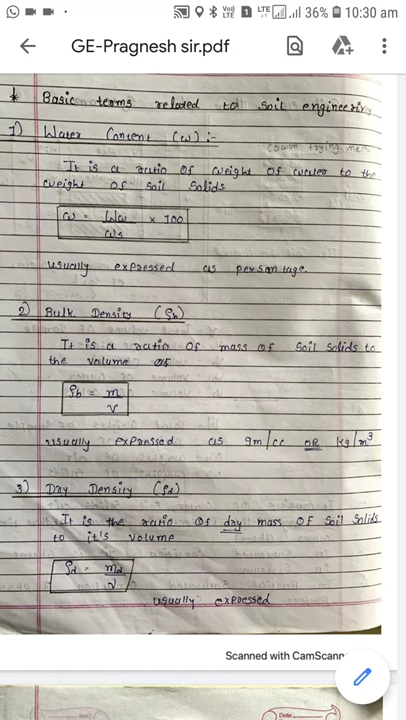 36% 10:30 am
GE-Pragnesh sir.pdf
* Basic terms related to soil engineering
1) Water Content (w) :-
It is a ratio of weight of water to the
weight of soil solids
w = Ww/Ws x 100
usually expressed as persantage.
2) Bulk Density (ρb)
It is a ratio of mass of soil solids to
the volume of
ρb = m/v
usually expressed as gm/cc OR kg/m³
3) Dry Density (ρd)
It is the ratio of dry mass of soil solids
to it's volume
ρd = md/v
usually expressed
Scanned with CamScann
Date